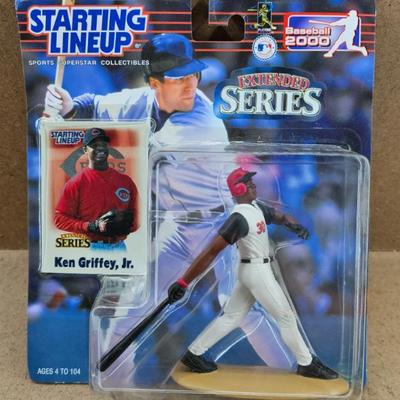 STARTING
LINEUP
SPORTS SUPERSTAR COLLECTIBLES
Baseball
2000
EXTENDED
SERIES
STARTING
LINEUP
REDS
EXTENDED
SERIES
Ken Griffey, Jr.
30
AGES 4 TO 104